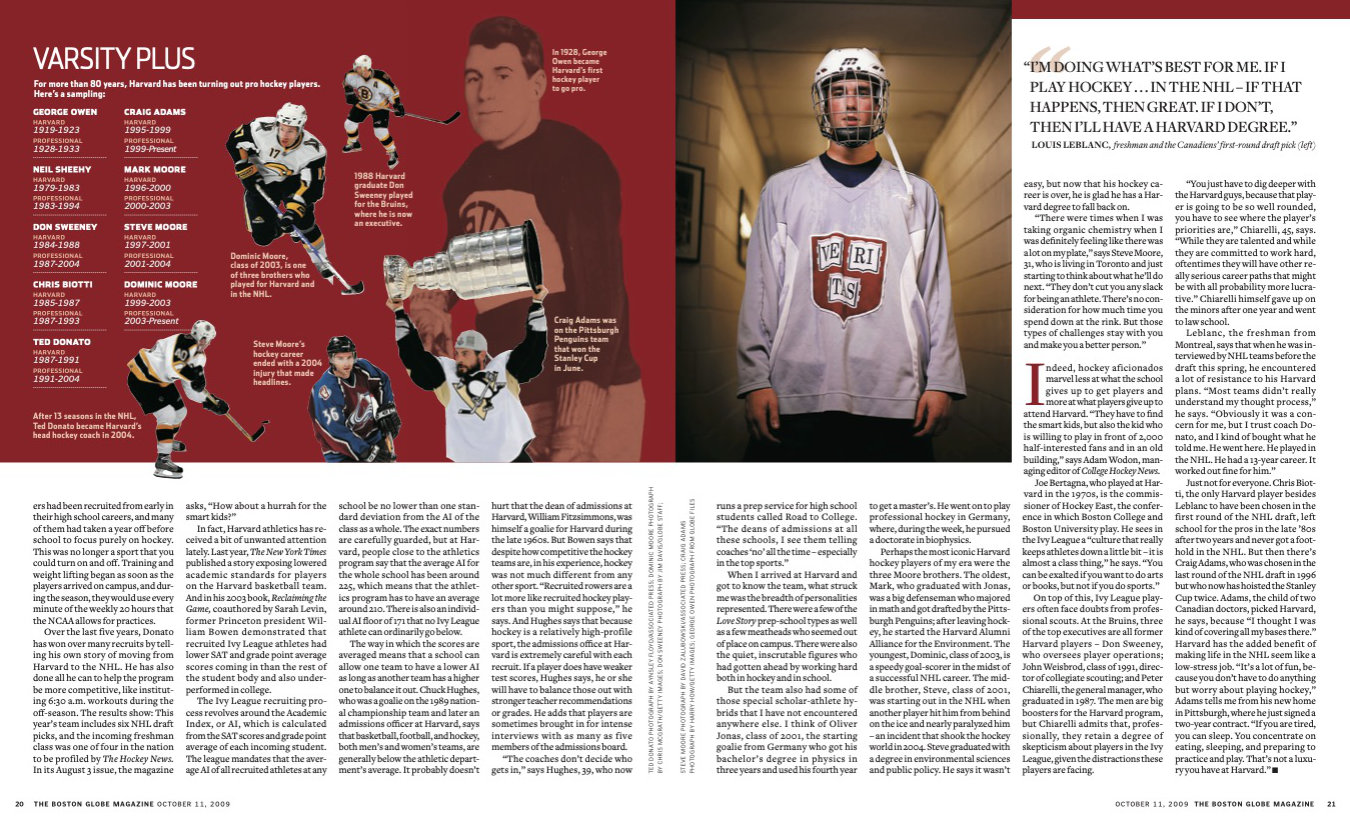 VARSITY PLUS
For more than 80 years, Harvard has been turning out pro hockey players.
Here's a sampling:
GEORGE OWEN
HARVARD
1919-1923
PROFESSIONAL
1928-1933
NEIL SHEEHY
HARVARD
1979-1983
PROFESSIONAL
1983-1994
DON SWEENEY
HARVARD
1984-1988
PROFESSIONAL
1987-2004
CHRIS BIOTTI
HARVARD
1985-1987
PROFESSIONAL
1987-1993
TED DONATO
HARVARD
1987-1991
PROFESSIONAL
1991-2004
CRAIG ADAMS
HARVARD
1995-1999
PROFESSIONAL
1999-Present
MARK MOORE
HARVARD
1996-2000
PROFESSIONAL
2000-2003
STEVE MOORE
HARVARD
1997-2001
PROFESSIONAL
2001-2004
DOMINIC MOORE
HARVARD
1999-2003
PROFESSIONAL
2003-Present
After 13 seasons in the NHL,
Ted Donato became Harvard's
head hockey coach in 2004.
Dominic Moore,
class of 2003, is one
of three brothers who
played for Harvard and
in the NHL.
Steve Moore's
hockey career
ended with a 2004
injury that made
headlines.
1988 Harvard
graduate Don
Sweeney played
for the Bruins,
where he is now
an executive.
In 1928, George
Owen became
Harvard's first
hockey player
to go pro.
Craig Adams was
on the Pittsburgh
Penguins team
that won the
Stanley Cup
in June.
17
36
VE RI
TAS
ers had been recruited from early in
their high school careers, and many
of them had taken a year off before
school to focus purely on hockey.
This was no longer a sport that you
could turn on and off. Training and
weight lifting began as soon as the
players arrived on campus, and dur-
ing the season, they would use every
minute of the weekly 20 hours that
the NCAA allows for practices.
Over the last five years, Donato
has won over many recruits by tell-
ing his own story of moving from
Harvard to the NHL. He has also
done all he can to help the program
be more competitive, like institut-
ing 6:30 a.m. workouts during the
off-season. The results show: This
year's team includes six NHL draft
picks, and the incoming freshman
class was one of four in the nation
to be profiled by The Hockey News.
In its August 3 issue, the magazine
asks, "How about a hurrah for the
smart kids?"
In fact, Harvard athletics has re-
ceived a bit of unwanted attention
lately. Last year, The New York Times
published a story exposing lowered
academic standards for players
on the Harvard basketball team.
And in his 2003 book, Reclaiming the
Game, coauthored by Sarah Levin,
former Princeton president Wil-
liam Bowen demonstrated that
recruited Ivy League athletes had
lower SAT and grade point average
scores coming in than the rest of
the student body and also under-
performed in college.
The Ivy League recruiting pro-
cess revolves around the Academic
Index, or AI, which is calculated
from the SAT scores and grade point
average of each incoming student.
The league mandates that the aver-
age AI of all recruited athletes at any
school be no lower than one stan-
dard deviation from the AI of the
class as a whole. The exact numbers
are carefully guarded, but at Har-
vard, people close to the athletics
program say that the average AI for
the whole school has been around
225, which means that the athlet-
ics program has to have an average
around 210. There is also an individ-
ual AI floor of 171 that no Ivy League
athlete can ordinarily go below.
The way in which the scores are
averaged means that a school can
allow one team to have a lower AI
as long as another team has a higher
one to balance it out. Chuck Hughes,
who was a goalie on the 1989 nation-
al championship team and later an
admissions officer at Harvard, says
that basketball, football, and hockey,
both men's and women's teams, are
generally below the athletic depart-
ment's average. It probably doesn't
hurt that the dean of admissions at
Harvard, William Fitzsimmons, was
himself a goalie for Harvard during
the late 1960s. But Bowen says that
despite how competitive the hockey
teams are, in his experience, hockey
was not much different from any
other sport. "Recruited rowers are a
lot more like recruited hockey play-
ers than you might suppose," he
says. And Hughes says that because
hockey is a relatively high-profile
sport, the admissions office at Har-
vard is extremely careful with each
recruit. If a player does have weaker
test scores, Hughes says, he or she
will have to balance those out with
stronger teacher recommendations
or grades. He adds that players are
sometimes brought in for intense
interviews with as many as five
members of the admissions board.
"The coaches don't decide who
gets in," says Hughes, 39, who now
TED DONATO PHOTOGRAPH BY AYNSLEY FLOYD/ASSOCIATED PRESS; DOMINIC MOORE PHOTOGRAPH
BY CHRIS MCGRATH/GETTY IMAGES; DON SWEENEY PHOTOGRAPH BY JIM DAVIS/GLOBE STAFF;
STEVE MOORE PHOTOGRAPH BY DAVID ZALUBOWSKI/ASSOCIATED PRESS; CRAIG ADAMS
PHOTOGRAPH BY HARRY HOW/GETTY IMAGES; GEORGE OWEN PHOTOGRAPH FROM GLOBE FILES
runs a prep service for high school
students called Road to College.
"The deans of admissions at all
these schools, I see them telling
coaches 'no' all the time – especially
in the top sports."
When I arrived at Harvard and
got to know the team, what struck
me was the breadth of personalities
represented. There were a few of the
Love Story prep-school types as well
as a few meatheads who seemed out
of place on campus. There were also
the quiet, inscrutable figures who
had gotten ahead by working hard
both in hockey and in school.
But the team also had some of
those special scholar-athlete hy-
brids that I have not encountered
anywhere else. I think of Oliver
Jonas, class of 2001, the starting
goalie from Germany who got his
bachelor's degree in physics in
three years and used his fourth year
to get a master's. He went on to play
professional hockey in Germany,
where, during the week, he pursued
a doctorate in biophysics.
Perhaps the most iconic Harvard
hockey players of my era were the
three Moore brothers. The oldest,
Mark, who graduated with Jonas,
was a big defenseman who majored
in math and got drafted by the Pitts-
burgh Penguins; after leaving hock-
ey, he started the Harvard Alumni
Alliance for the Environment. The
youngest, Dominic, class of 2003, is
a speedy goal-scorer in the midst of
a successful NHL career. The mid-
dle brother, Steve, class of 2001,
was starting out in the NHL when
another player hit him from behind
on the ice and nearly paralyzed him
– an incident that shook the hockey
world in 2004. Steve graduated with
a degree in environmental sciences
and public policy. He says it wasn't
"I'M DOING WHAT'S BEST FOR ME. IF I
PLAY HOCKEY . . . IN THE NHL – IF THAT
HAPPENS, THEN GREAT. IF I DON'T,
THEN I'LL HAVE A HARVARD DEGREE."
LOUIS LEBLANC, freshman and the Canadiens' first-round draft pick (left)
easy, but now that his hockey ca-
reer is over, he is glad he has a Har-
vard degree to fall back on.
"There were times when I was
taking organic chemistry when I
was definitely feeling like there was
a lot on my plate," says Steve Moore,
31, who is living in Toronto and just
starting to think about what he'll do
next. "They don't cut you any slack
for being an athlete. There's no con-
sideration for how much time you
spend down at the rink. But those
types of challenges stay with you
and make you a better person."
Indeed, hockey aficionados
marvel less at what the school
gives up to get players and
more at what players give up to
attend Harvard. "They have to find
the smart kids, but also the kid who
is willing to play in front of 2,000
half-interested fans and in an old
building," says Adam Wodon, man-
aging editor of College Hockey News.
Joe Bertagna, who played at Har-
vard in the 1970s, is the commis-
sioner of Hockey East, the confer-
ence in which Boston College and
Boston University play. He sees in
the Ivy League a "culture that really
keeps athletes down a little bit – it is
almost a class thing," he says. "You
can be exalted if you want to do arts
or books, but not if you do sports."
On top of this, Ivy League play-
ers often face doubts from profes-
sional scouts. At the Bruins, three
of the top executives are all former
Harvard players – Don Sweeney,
who oversees player operations;
John Weisbrod, class of 1991, direc-
tor of collegiate scouting; and Peter
Chiarelli, the general manager, who
graduated in 1987. The men are big
boosters for the Harvard program,
but Chiarelli admits that, profes-
sionally, they retain a degree of
skepticism about players in the Ivy
League, given the distractions these
players are facing.
"You just have to dig deeper with
the Harvard guys, because that play-
er is going to be so well rounded,
you have to see where the player's
priorities are," Chiarelli, 45, says.
"While they are talented and while
they are committed to work hard,
oftentimes they will have other re-
ally serious career paths that might
be with all probability more lucra-
tive." Chiarelli himself gave up on
the minors after one year and went
to law school.
Leblanc, the freshman from
Montreal, says that when he was in-
terviewed by NHL teams before the
draft this spring, he encountered
a lot of resistance to his Harvard
plans. "Most teams didn't really
understand my thought process,"
he says. "Obviously it was a con-
cern for me, but I trust coach Do-
nato, and I kind of bought what he
told me. He went here. He played in
the NHL. He had a 13-year career. It
worked out fine for him."
Just not for everyone. Chris Biot-
ti, the only Harvard player besides
Leblanc to have been chosen in the
first round of the NHL draft, left
school for the pros in the late '80s
after two years and never got a foot-
hold in the NHL. But then there's
Craig Adams, who was chosen in the
last round of the NHL draft in 1996
but who now has hoisted the Stanley
Cup twice. Adams, the child of two
Canadian doctors, picked Harvard,
he says, because "I thought I was
kind of covering all my bases there."
Harvard has the added benefit of
making life in the NHL seem like a
low-stress job. "It's a lot of fun, be-
cause you don't have to do anything
but worry about playing hockey,"
Adams tells me from his new home
in Pittsburgh, where he just signed a
two-year contract. "If you are tired,
you can sleep. You concentrate on
eating, sleeping, and preparing to
practice and play. That's not a luxu-
ry you have at Harvard." ■
20 THE BOSTON GLOBE MAGAZINE OCTOBER 11, 2009
OCTOBER 11, 2009 THE BOSTON GLOBE MAGAZINE 21